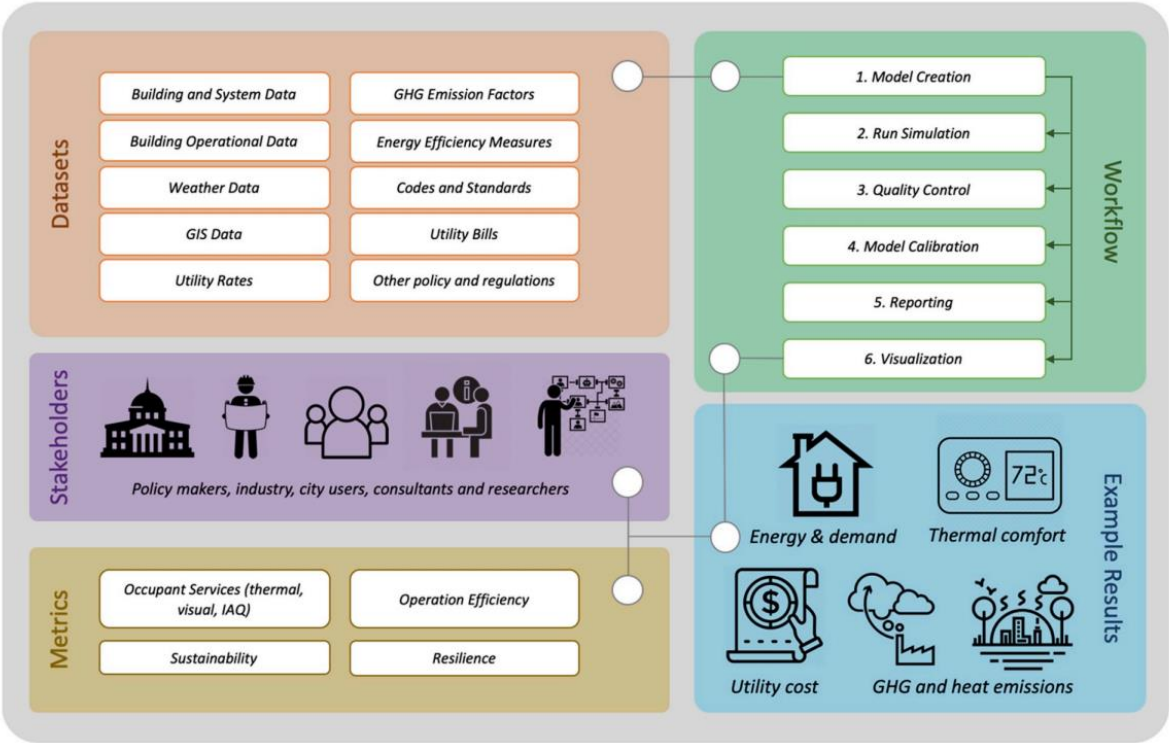 Datasets
Building and System Data
GHG Emission Factors
Building Operational Data
Energy Efficiency Measures
Weather Data
Codes and Standards
GIS Data
Utility Bills
Utility Rates
Other policy and regulations
Workflow
1. Model Creation
2. Run Simulation
3. Quality Control
4. Model Calibration
5. Reporting
6. Visualization
Stakeholders
i
Policy makers, industry, city users, consultants and researchers
Metrics
Occupant Services (thermal,
visual, IAQ)
Operation Efficiency
Sustainability
Resilience
Example Results
72°c
Energy & demand
Thermal comfort
$
Utility cost
GHG and heat emissions